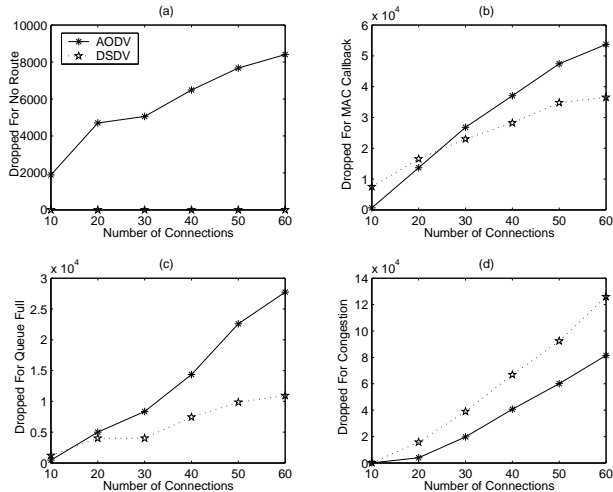 (a)
10000
8000
6000
4000
2000
0
10 20 30 40 50 60
Dropped For No Route
Number of Connections
AODV
DSDV
(b)
x 10^4
6
5
4
3
2
1
0
10 20 30 40 50 60
Dropped For MAC Callback
Number of Connections
(c)
x 10^4
3
2.5
2
1.5
1
0.5
0
10 20 30 40 50 60
Dropped For Queue Full
Number of Connections
(d)
x 10^4
14
12
10
8
6
4
2
0
10 20 30 40 50 60
Dropped For Congestion
Number of Connections